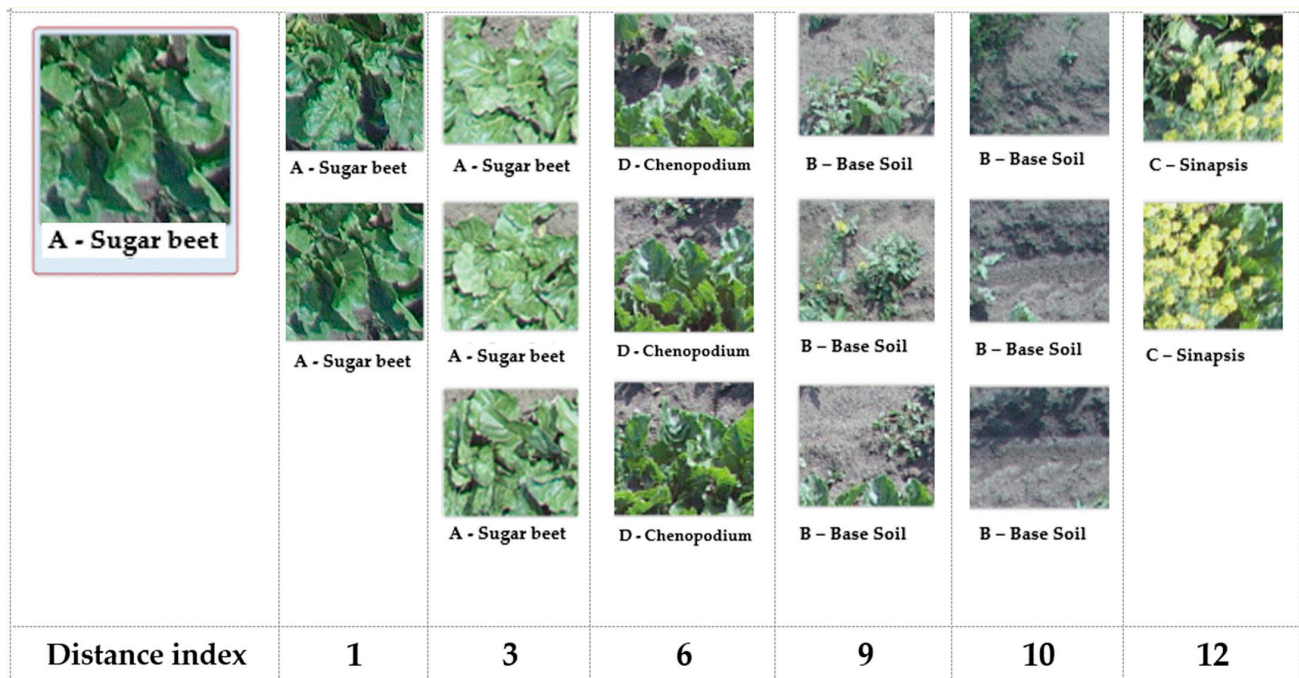 A - Sugar beet
A - Sugar beet
A - Sugar beet
D - Chenopodium
B – Base Soil
B – Base Soil
C – Sinapsis
A - Sugar beet
A - Sugar beet
D - Chenopodium
B – Base Soil
B – Base Soil
C – Sinapsis
A - Sugar beet
D - Chenopodium
B – Base Soil
B – Base Soil
Distance index 1 3 6 9 10 12